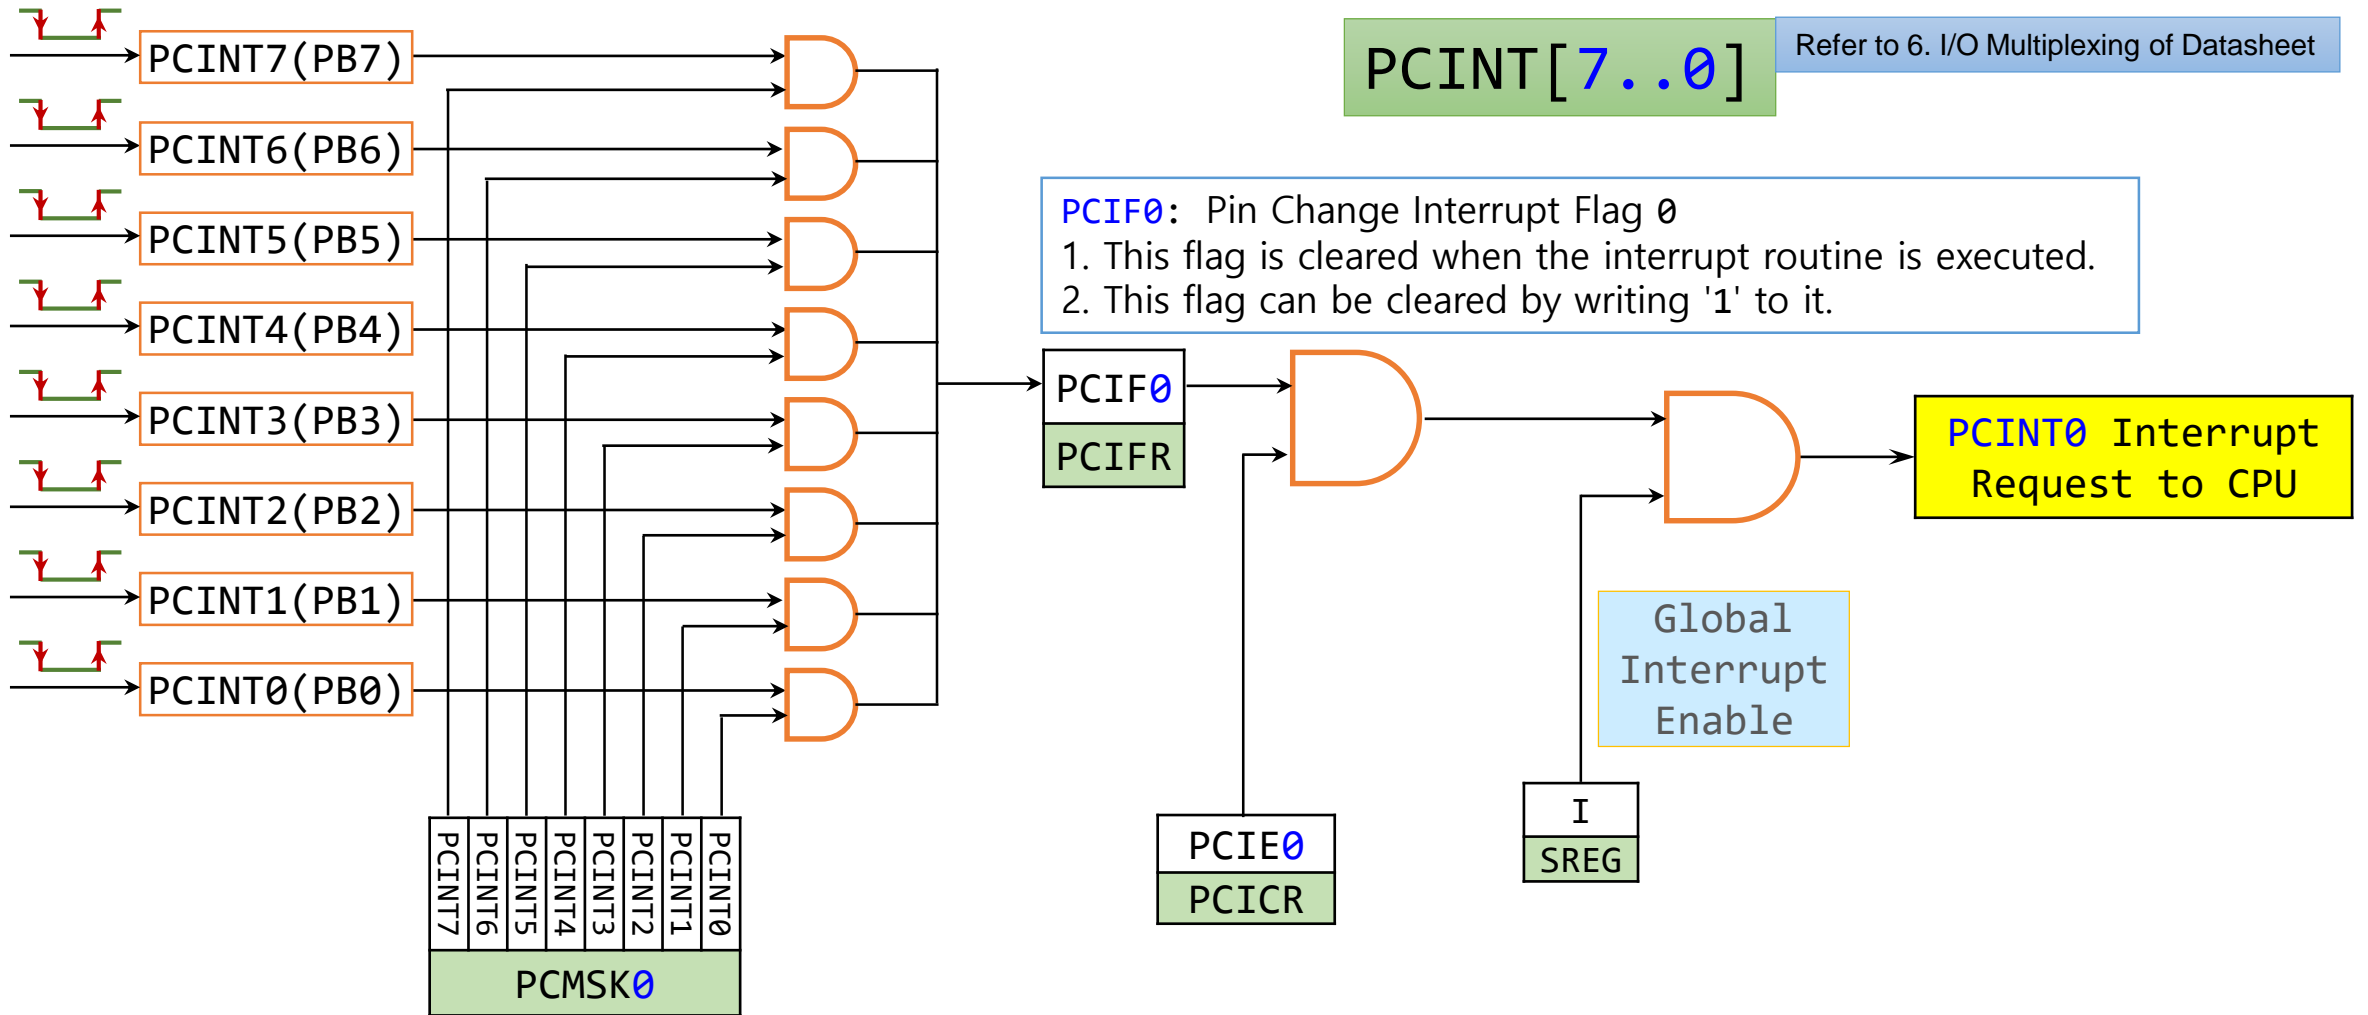 PCINT[7..0]
Refer to 6. I/O Multiplexing of Datasheet
PCINT7(PB7)
PCINT6(PB6)
PCINT5(PB5)
PCINT4(PB4)
PCINT3(PB3)
PCINT2(PB2)
PCINT1(PB1)
PCINT0(PB0)
PCIF0: Pin Change Interrupt Flag 0
1. This flag is cleared when the interrupt routine is executed.
2. This flag can be cleared by writing '1' to it.
PCIF0
PCIFR
PCINT0 Interrupt
Request to CPU
Global
Interrupt
Enable
I
SREG
PCIE0
PCICR
PCINT7
PCINT6
PCINT5
PCINT4
PCINT3
PCINT2
PCINT1
PCINT0
PCMSK0